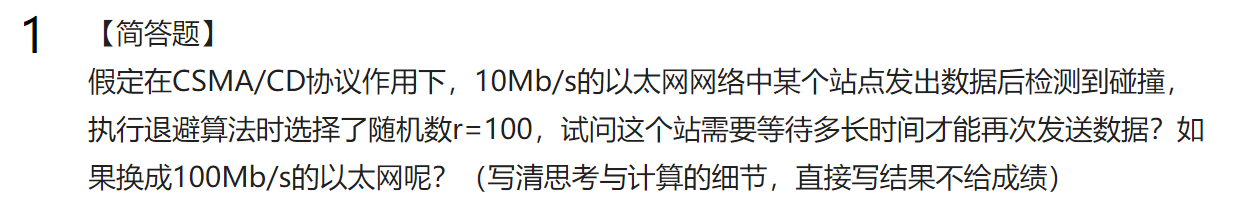 1 【简答题】
假定在CSMA/CD协议作用下，10Mb/s的以太网网络中某个站点发出数据后检测到碰撞，
执行退避算法时选择了随机数r=100，试问这个站需要等待多长时间才能再次发送数据？如
果换成100Mb/s的以太网呢？（写清思考与计算的细节，直接写结果不给成绩）